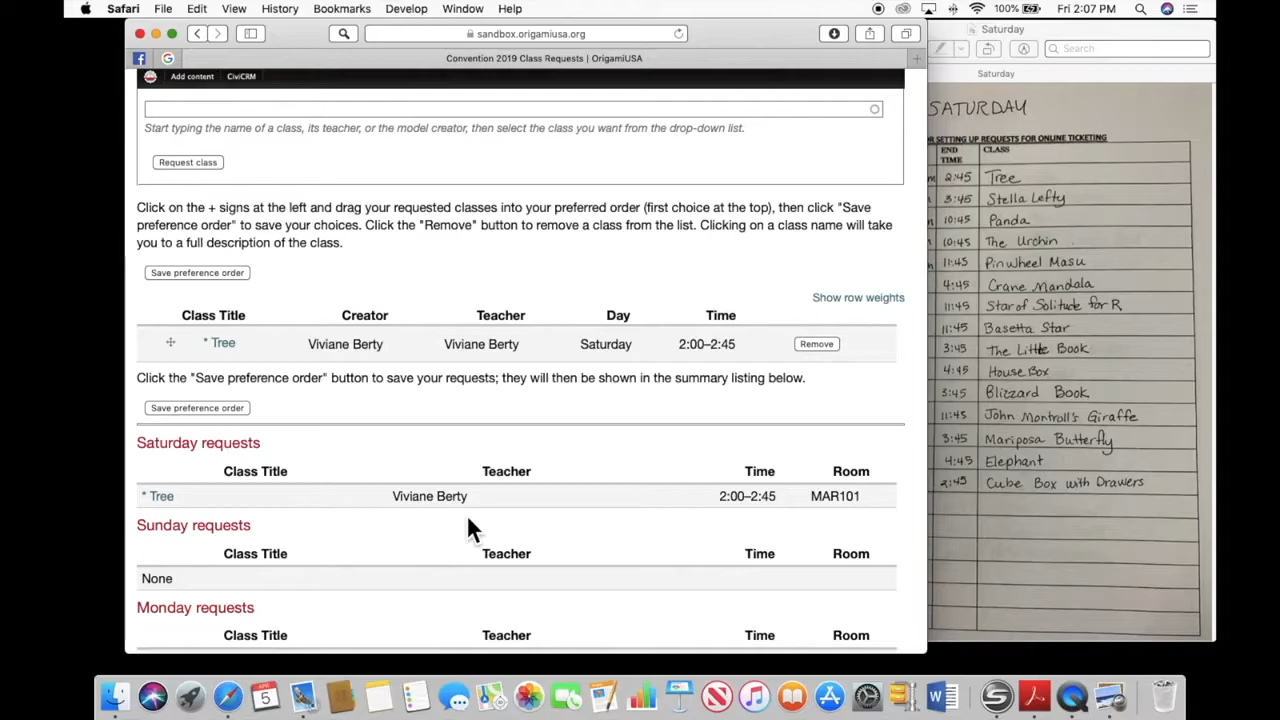 Safari File Edit View History Bookmarks Develop Window Help 100% Fri 2:07 PM
sandbox.origamiusa.org
Saturday
Search
Convention 2019 Class Requests | OrigamiUSA
Saturday
Add content CiviCRM
Start typing the name of a class, its teacher, or the model creator, then select the class you want from the drop-down list.
Request class
Click on the + signs at the left and drag your requested classes into your preferred order (first choice at the top), then click "Save
preference order" to save your choices. Click the "Remove" button to remove a class from the list. Clicking on a class name will take
you to a full description of the class.
Save preference order
Show row weights
Class Title Creator Teacher Day Time
* Tree Viviane Berty Viviane Berty Saturday 2:00–2:45 Remove
Click the "Save preference order" button to save your requests; they will then be shown in the summary listing below.
Save preference order
Saturday requests
Class Title Teacher Time Room
* Tree Viviane Berty 2:00–2:45 MAR101
Sunday requests
Class Title Teacher Time Room
None
Monday requests
Class Title Teacher Time Room
SATURDAY
SETTING UP REQUESTS FOR ONLINE TICKETING
END TIME CLASS
2:45 Tree
3:45 Stella Lefty
10:45 Panda
10:45 The Urchin
11:45 Pinwheel Masu
4:45 Crane Mandala
11:45 Star of Solitude for R
11:45 Basetta Star
3:45 The Little Book
4:45 House Box
3:45 Blizzard Book
11:45 John Montroll's Giraffe
3:45 Mariposa Butterfly
4:45 Elephant
2:45 Cube Box with Drawers